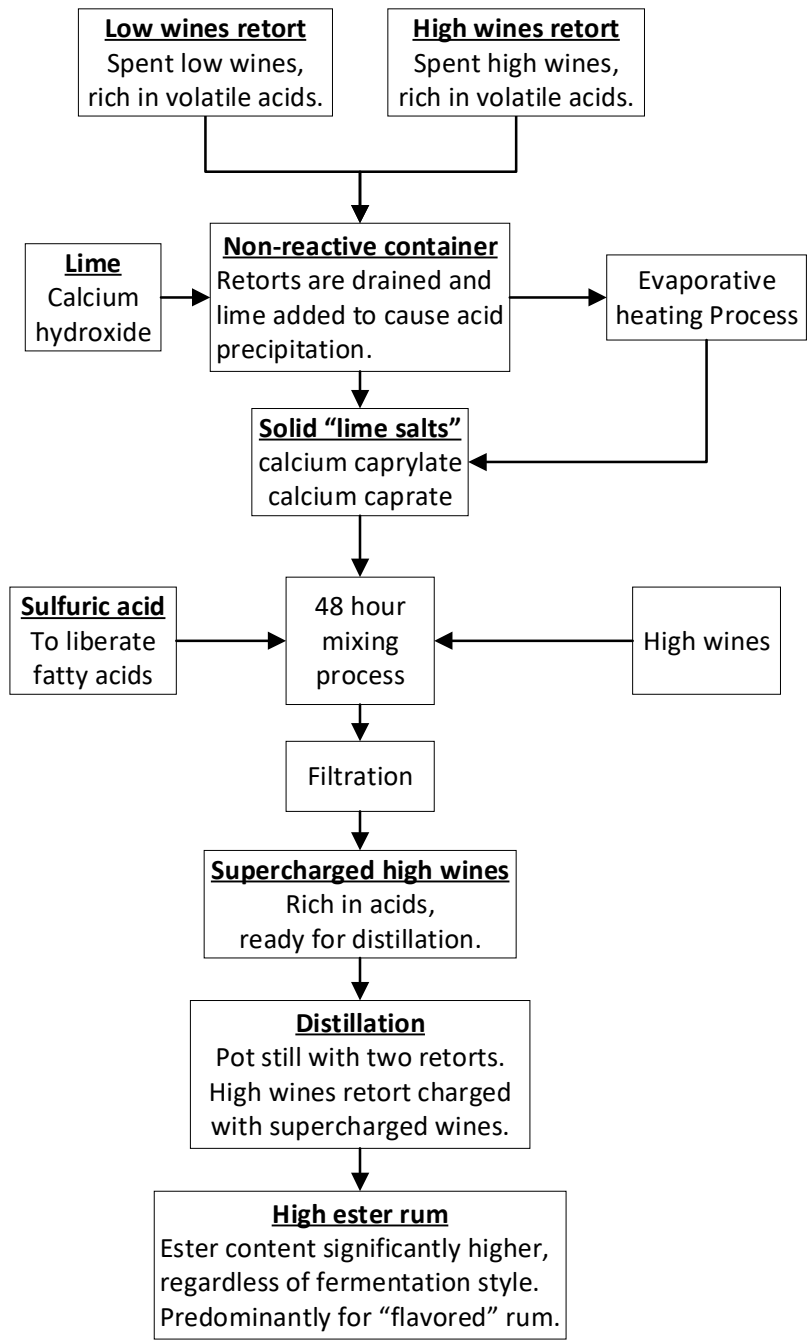 Low wines retort
Spent low wines,
rich in volatile acids.
High wines retort
Spent high wines,
rich in volatile acids.
Lime
Calcium
hydroxide
Non-reactive container
Retorts are drained and
lime added to cause acid
precipitation.
Evaporative
heating Process
Solid “lime salts”
calcium caprylate
calcium caprate
Sulfuric acid
To liberate
fatty acids
48 hour
mixing
process
High wines
Filtration
Supercharged high wines
Rich in acids,
ready for distillation.
Distillation
Pot still with two retorts.
High wines retort charged
with supercharged wines.
High ester rum
Ester content significantly higher,
regardless of fermentation style.
Predominantly for “flavored” rum.